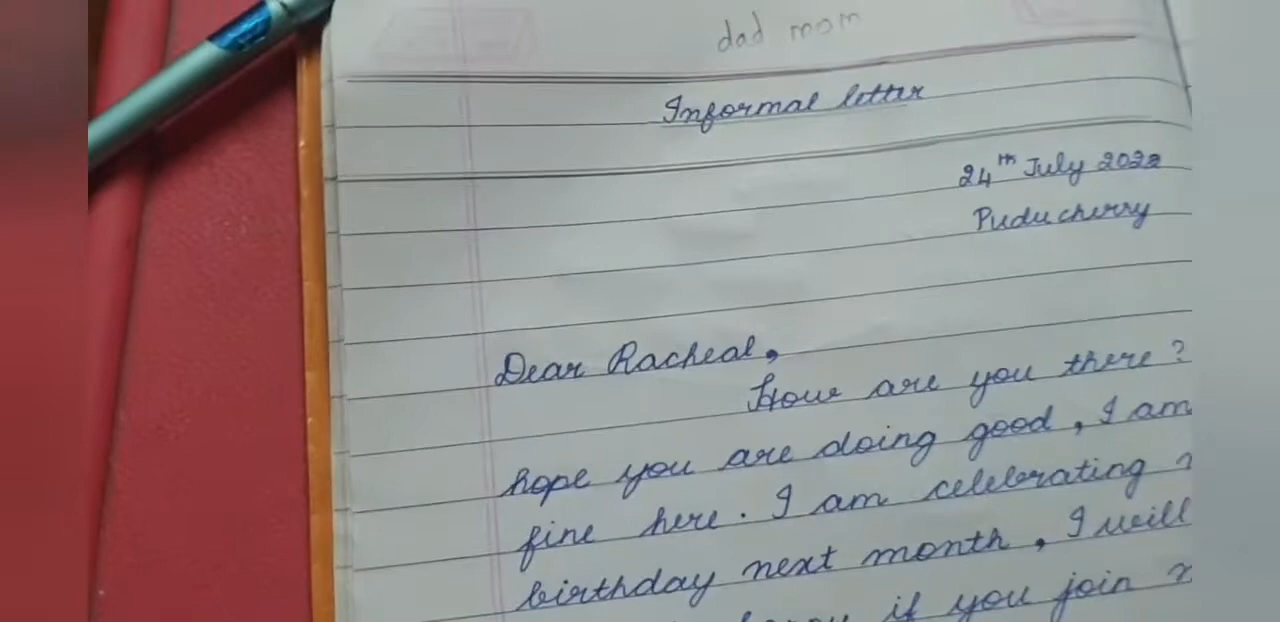 dad mom
Informal letter
24th July 2022
Puducherry
Dear Racheal,
How are you there?
hope you are doing good, I am
fine here. I am celebrating
birthday next month, I will
if you join